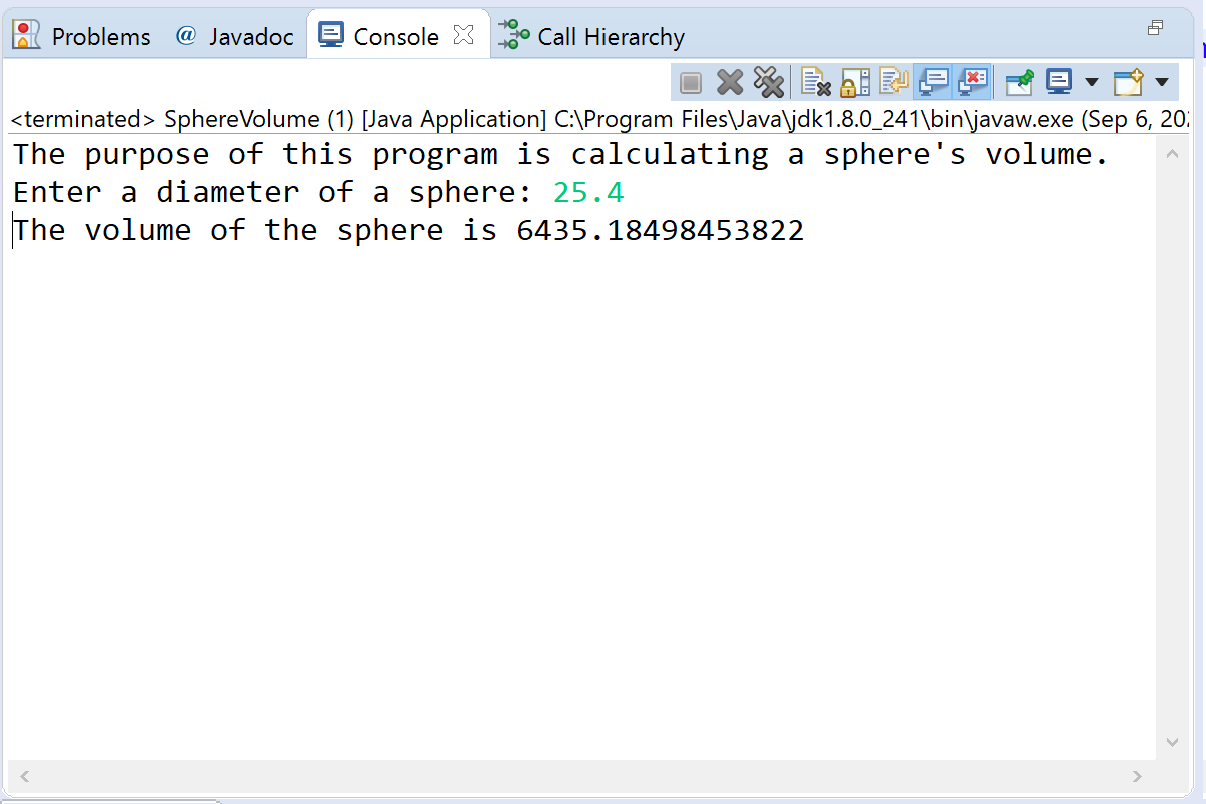 Problems @ Javadoc Console Call Hierarchy
<terminated> SphereVolume (1) [Java Application] C:\Program Files\Java\jdk1.8.0_241\bin\javaw.exe (Sep 6,
The purpose of this program is calculating a sphere's volume.
Enter a diameter of a sphere: 25.4
The volume of the sphere is 6435.18498453822